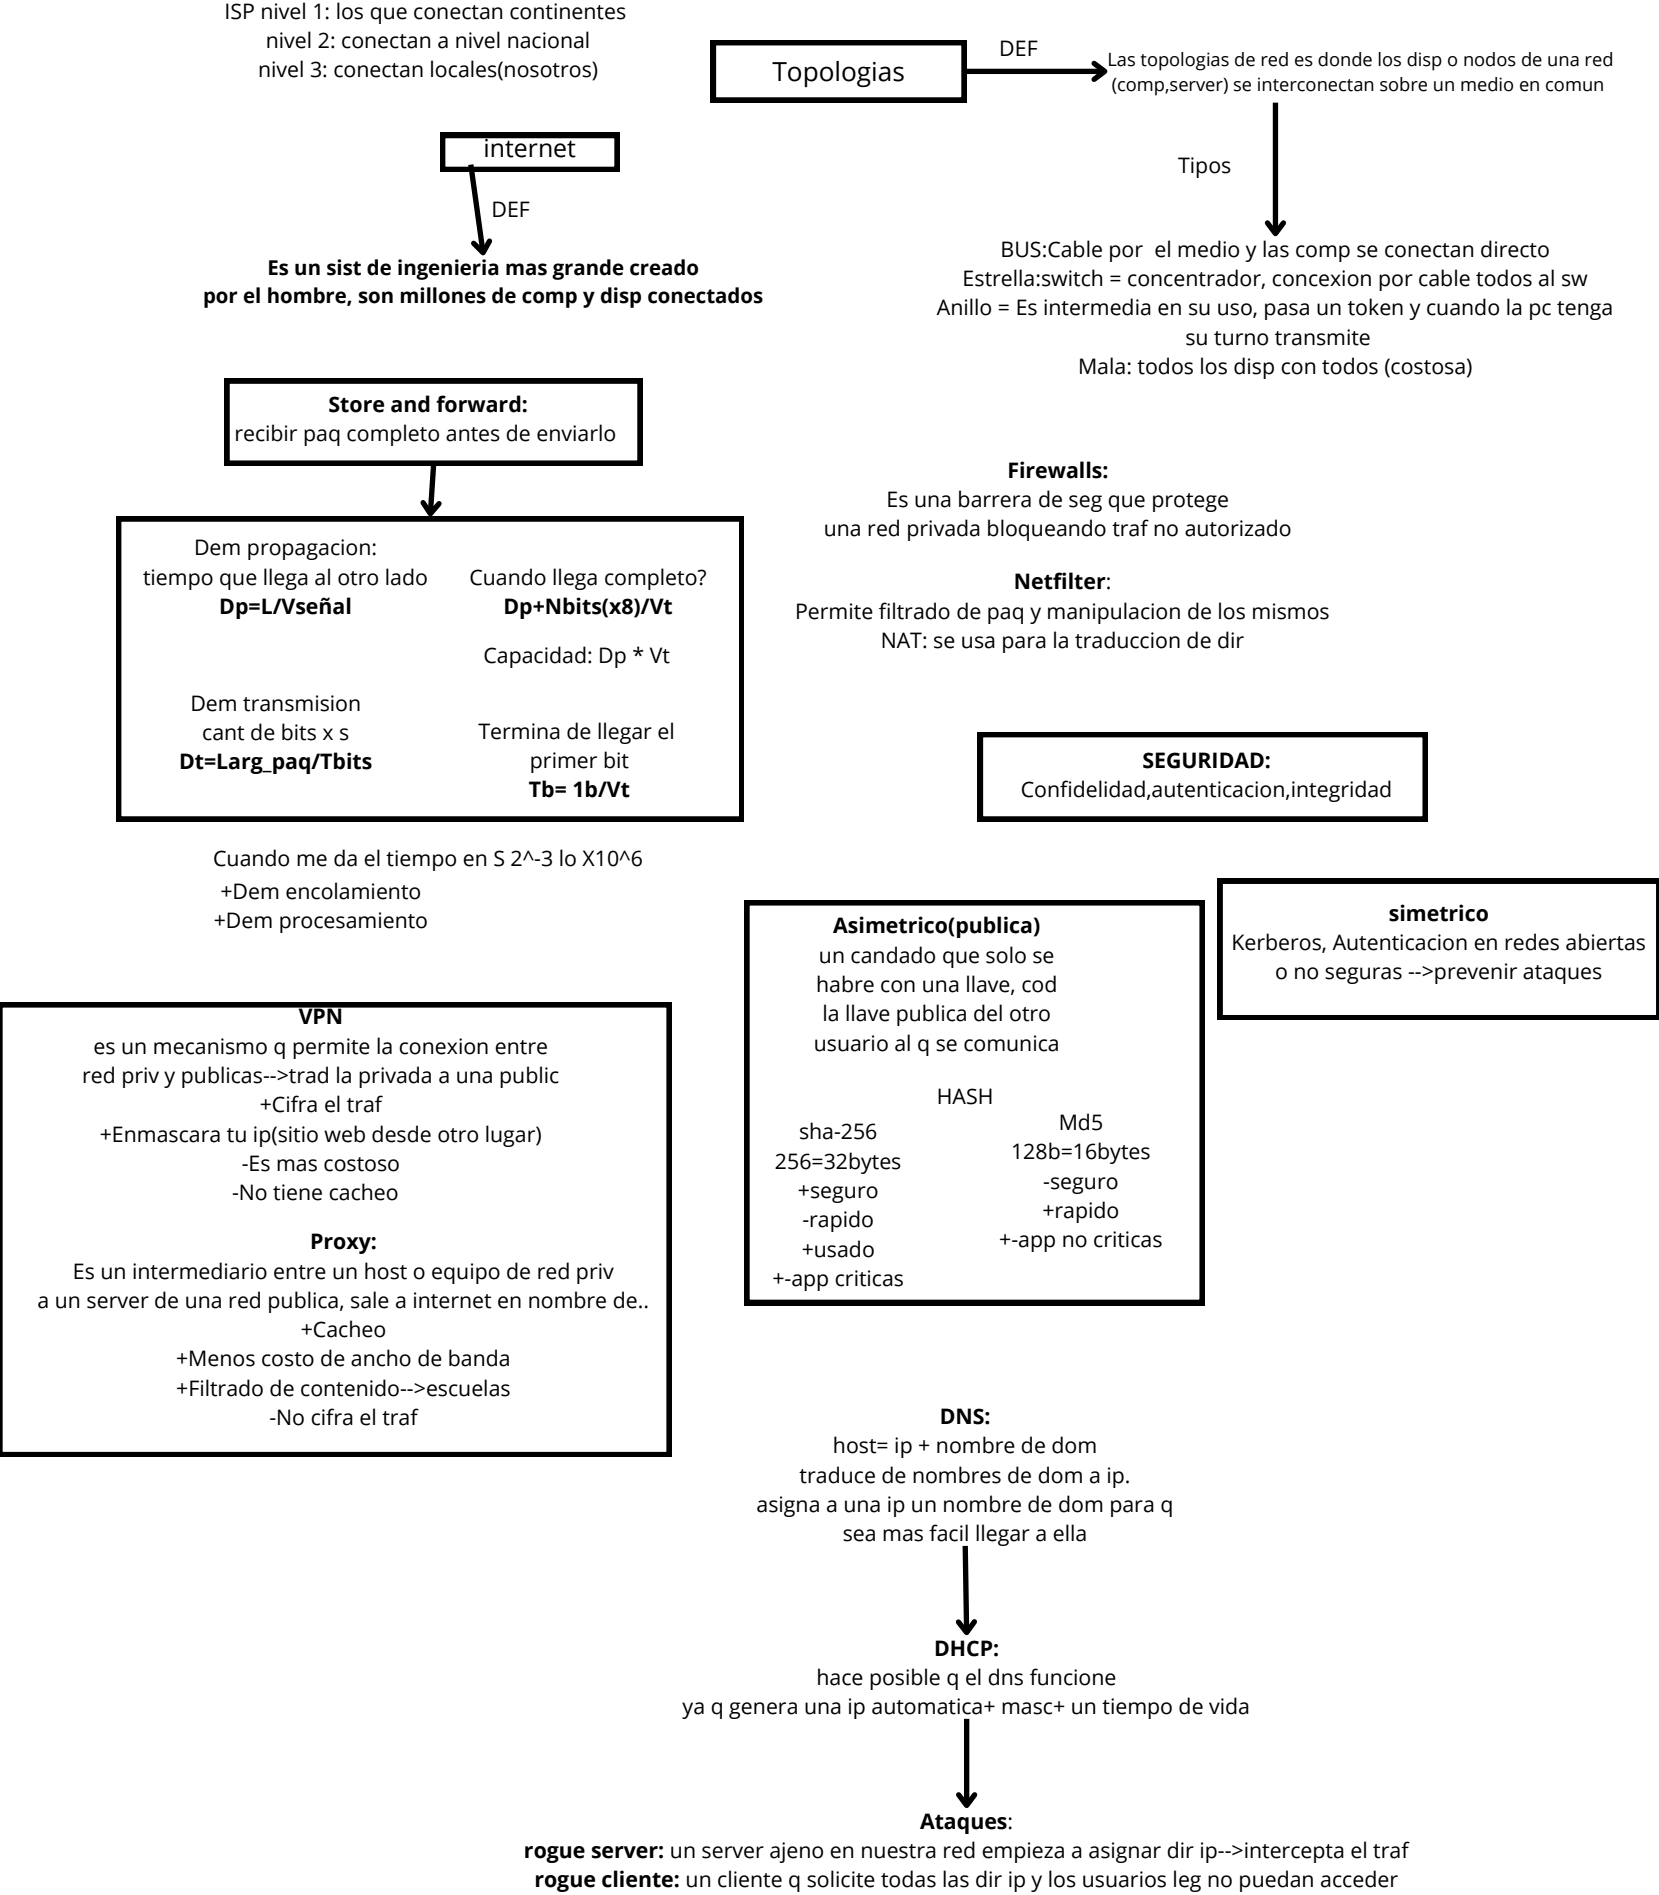 ISP nivel 1: los que conectan continentes
nivel 2: conectan a nivel nacional
nivel 3: conectan locales(nosotros)
Topologias
DEF
Las topologias de red es donde los disp o nodos de una red
(comp,server) se interconectan sobre un medio en comun
internet
DEF
Es un sist de ingenieria mas grande creado
por el hombre, son millones de comp y disp conectados
Tipos
BUS:Cable por  el medio y las comp se conectan directo
Estrella:switch = concentrador, concexion por cable todos al sw
Anillo = Es intermedia en su uso, pasa un token y cuando la pc tenga
su turno transmite
Mala: todos los disp con todos (costosa)
Store and forward:
recibir paq completo antes de enviarlo
Dem propagacion:
tiempo que llega al otro lado
Dp=L/Vseñal
Cuando llega completo?
Dp+Nbits(x8)/Vt
Capacidad: Dp * Vt
Dem transmision
cant de bits x s
Dt=Larg_paq/Tbits
Termina de llegar el
primer bit
Tb= 1b/Vt
Cuando me da el tiempo en S 2^-3 lo X10^6
+Dem encolamiento
+Dem procesamiento
Firewalls:
Es una barrera de seg que protege
una red privada bloqueando traf no autorizado
Netfilter:
Permite filtrado de paq y manipulacion de los mismos
NAT: se usa para la traduccion de dir
SEGURIDAD:
Confidelidad,autenticacion,integridad
Asimetrico(publica)
un candado que solo se
habre con una llave, cod
la llave publica del otro
usuario al q se comunica
HASH
sha-256
256=32bytes
+seguro
-rapido
+usado
+-app criticas
Md5
128b=16bytes
-seguro
+rapido
+-app no criticas
simetrico
Kerberos, Autenticacion en redes abiertas
o no seguras -->prevenir ataques
VPN
es un mecanismo q permite la conexion entre
red priv y publicas-->trad la privada a una public
+Cifra el traf
+Enmascara tu ip(sitio web desde otro lugar)
-Es mas costoso
-No tiene cacheo
Proxy:
Es un intermediario entre un host o equipo de red priv
a un server de una red publica, sale a internet en nombre de..
+Cacheo
+Menos costo de ancho de banda
+Filtrado de contenido-->escuelas
-No cifra el traf
DNS:
host= ip + nombre de dom
traduce de nombres de dom a ip.
asigna a una ip un nombre de dom para q
sea mas facil llegar a ella
DHCP:
hace posible q el dns funcione
ya q genera una ip automatica+ masc+ un tiempo de vida
Ataques:
rogue server: un server ajeno en nuestra red empieza a asignar dir ip-->intercepta el traf
rogue cliente: un cliente q solicite todas las dir ip y los usuarios leg no puedan acceder